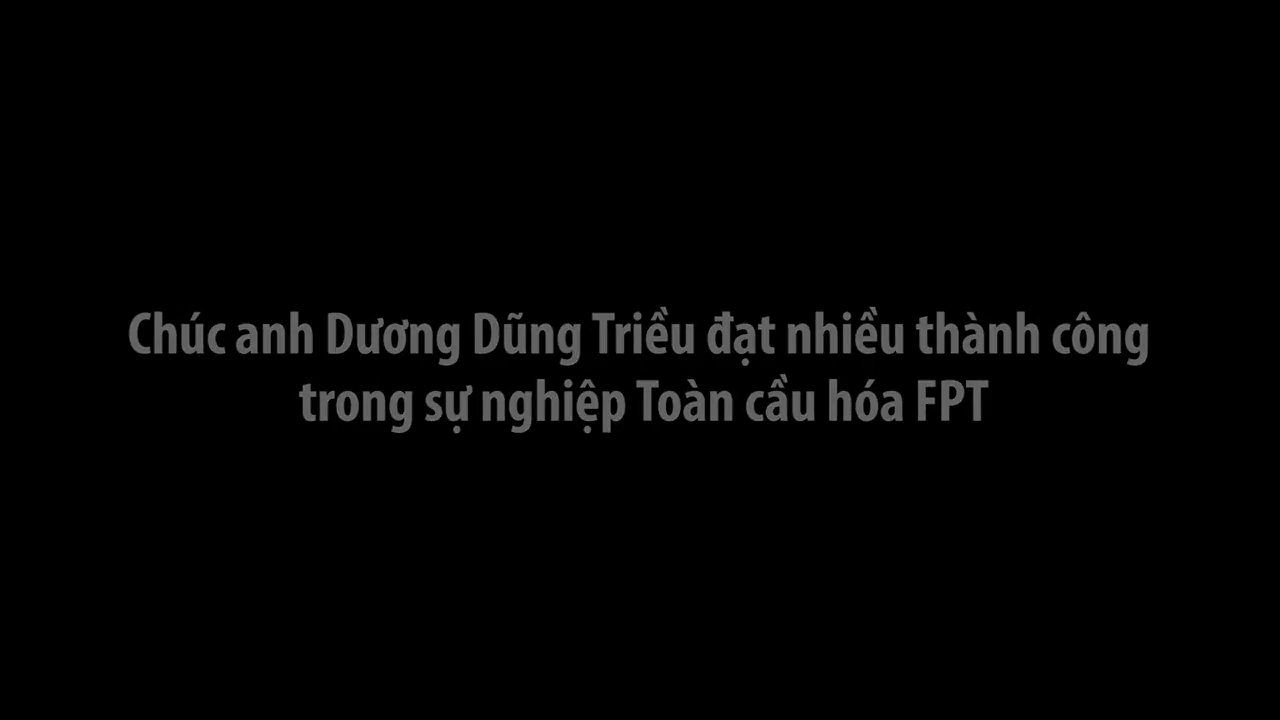 Chúc anh Dương Dũng Triều đạt nhiều thành công
trong sự nghiệp Toàn cầu hóa FPT